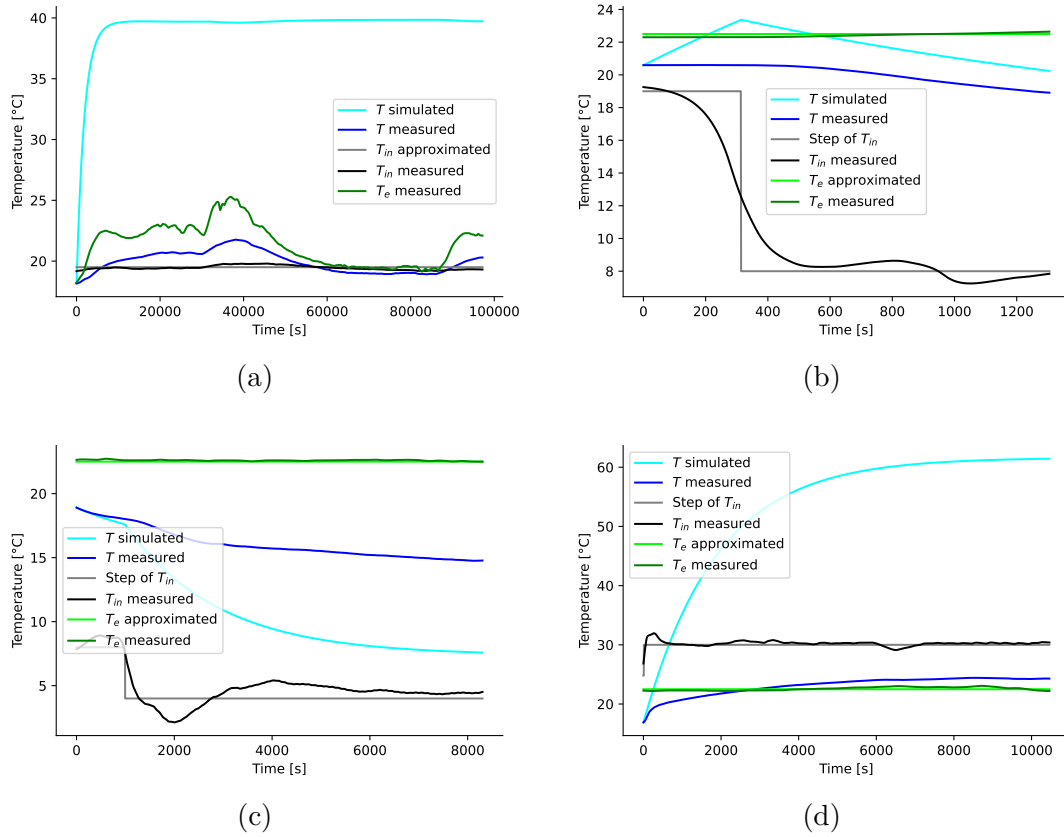 40
35
30
25
20
Temperature [°C]
T simulated
T measured
T_in approximated
T_in measured
T_e measured
0 20000 40000 60000 80000 100000
Time [s]
(a)
24
22
20
18
16
14
12
10
8
Temperature [°C]
T simulated
T measured
Step of T_in
T_in measured
T_e approximated
T_e measured
0 200 400 600 800 1000 1200
Time [s]
(b)
20
15
10
5
Temperature [°C]
T simulated
T measured
Step of T_in
T_in measured
T_e approximated
T_e measured
0 2000 4000 6000 8000
Time [s]
(c)
60
50
40
30
20
Temperature [°C]
T simulated
T measured
Step of T_in
T_in measured
T_e approximated
T_e measured
0 2000 4000 6000 8000 10000
Time [s]
(d)